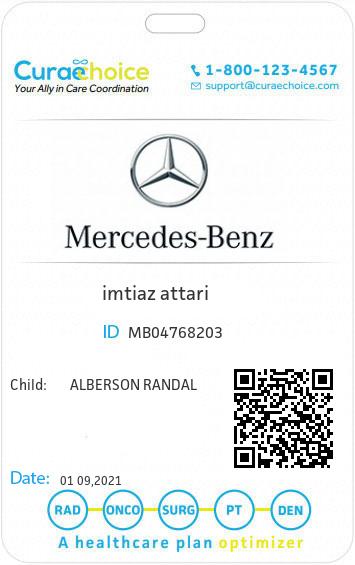 Curaechoice
Your Ally in Care Coordination
1-800-123-4567
support@curaechoice.com
Mercedes-Benz
imtiaz attari
ID MB04768203
Child: ALBERSON RANDAL
Date: 01 09,2021
RAD ONCO SURG PT DEN
A healthcare plan optimizer